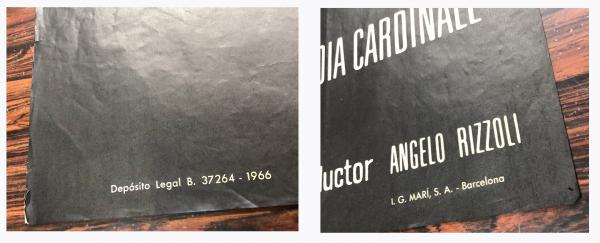 Depósito Legal B. 37264 - 1966
DIA CARDINALE
uctor ANGELO RIZZOLI
I. G. MARÍ, S. A. - Barcelona